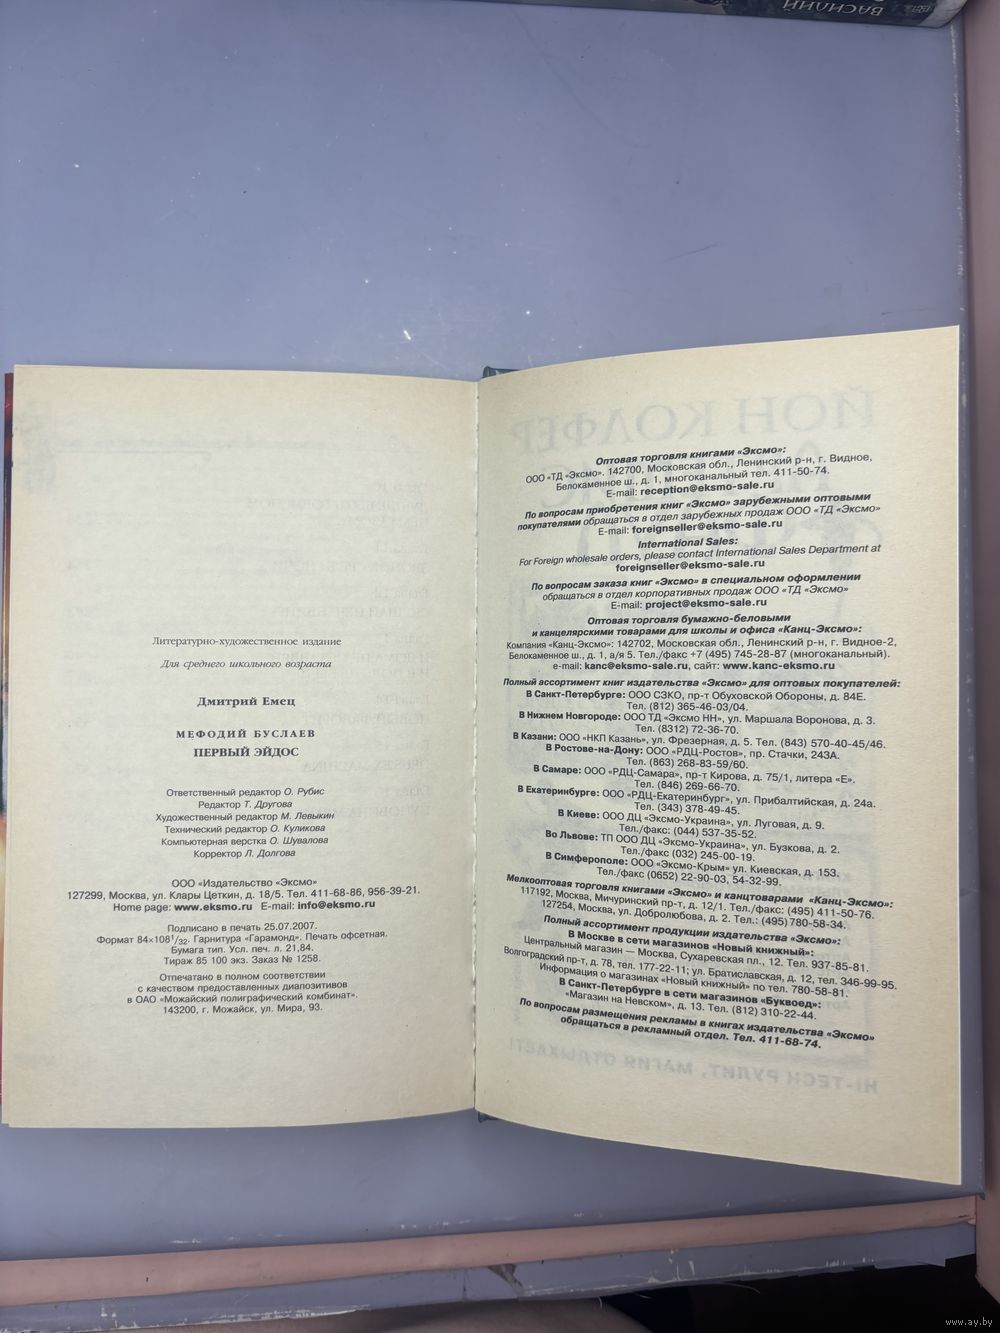 ВАСИЛИЙ
Литературно-художественное издание
Для среднего школьного возраста
Дмитрий Емец
МЕФОДИЙ БУСЛАЕВ
ПЕРВЫЙ ЭЙДОС
Ответственный редактор О. Рубис
Редактор Т. Другова
Художественный редактор М. Левыкин
Технический редактор О. Куликова
Компьютерная верстка О. Шувалова
Корректор Л. Долгова
ООО «Издательство «Эксмо»
127299, Москва, ул. Клары Цеткин, д. 18/5. Тел. 411-68-86, 956-39-21.
Home page: www.eksmo.ru E-mail: info@eksmo.ru
Подписано в печать 25.07.2007.
Формат 84×108 1/32. Гарнитура «Гарамонд». Печать офсетная.
Бумага тип. Усл. печ. л. 21,84.
Тираж 85 100 экз. Заказ № 1258.
Отпечатано в полном соответствии
с качеством предоставленных диапозитивов
в ОАО «Можайский полиграфический комбинат».
143200, г. Можайск, ул. Мира, 93.
ЙОН КОЛФЕР
Оптовая торговля книгами «Эксмо»:
ООО «ТД «Эксмо». 142700, Московская обл., Ленинский р-н, г. Видное,
Белокаменное ш., д. 1, многоканальный тел. 411-50-74.
E-mail: reception@eksmo-sale.ru
По вопросам приобретения книг «Эксмо» зарубежными оптовыми
покупателями обращаться в отдел зарубежных продаж ООО «ТД «Эксмо»
E-mail: foreignseller@eksmo-sale.ru
International Sales:
For Foreign wholesale orders, please contact International Sales Department at
foreignseller@eksmo-sale.ru
По вопросам заказа книг «Эксмо» в специальном оформлении
обращаться в отдел корпоративных продаж ООО «ТД «Эксмо»
E-mail: project@eksmo-sale.ru
Оптовая торговля бумажно-беловыми
и канцелярскими товарами для школы и офиса «Канц-Эксмо»:
Компания «Канц-Эксмо»: 142702, Московская обл., Ленинский р-н, г. Видное-2,
Белокаменное ш., д. 1, а/я 5. Тел./факс +7 (495) 745-28-87 (многоканальный).
e-mail: kanc@eksmo-sale.ru, сайт: www.kanc-eksmo.ru
Полный ассортимент книг издательства «Эксмо» для оптовых покупателей:
В Санкт-Петербурге: ООО СЗКО, пр-т Обуховской Обороны, д. 84Е.
Тел. (812) 365-46-03/04.
В Нижнем Новгороде: ООО ТД «Эксмо НН», ул. Маршала Воронова, д. 3.
Тел. (8312) 72-36-70.
В Казани: ООО «НКП Казань», ул. Фрезерная, д. 5. Тел. (843) 570-40-45/46.
В Ростове-на-Дону: ООО «РДЦ-Ростов», пр. Стачки, 243А.
Тел. (863) 268-83-59/60.
В Самаре: ООО «РДЦ-Самара», пр-т Кирова, д. 75/1, литера «Е».
Тел. (846) 269-66-70.
В Екатеринбурге: ООО «РДЦ-Екатеринбург», ул. Прибалтийская, д. 24а.
Тел. (343) 378-49-45.
В Киеве: ООО ДЦ «Эксмо-Украина», ул. Луговая, д. 9.
Тел./факс: (044) 537-35-52.
Во Львове: ТП ООО ДЦ «Эксмо-Украина», ул. Бузкова, д. 2.
Тел./факс (032) 245-00-19.
В Симферополе: ООО «Эксмо-Крым» ул. Киевская, д. 153.
Тел./факс (0652) 22-90-03, 54-32-99.
Мелкооптовая торговля книгами «Эксмо» и канцтоварами «Канц-Эксмо»:
117192, Москва, Мичуринский пр-т, д. 12/1. Тел./факс: (495) 411-50-76.
127254, Москва, ул. Добролюбова, д. 2. Тел.: (495) 780-58-34.
Полный ассортимент продукции издательства «Эксмо»:
В Москве в сети магазинов «Новый книжный»:
Центральный магазин — Москва, Сухаревская пл., 12. Тел. 937-85-81.
Волгоградский пр-т, д. 78, тел. 177-22-11; ул. Братиславская, д. 12, тел. 346-99-95.
Информация о магазинах «Новый книжный» по тел. 780-58-81.
В Санкт-Петербурге в сети магазинов «Буквоед»:
«Магазин на Невском», д. 13. Тел. (812) 310-22-44.
По вопросам размещения рекламы в книгах издательства «Эксмо»
обращаться в рекламный отдел. Тел. 411-68-74.
HI-TECH РУЛИТ, МАГИЯ ОТДЫХАЕТ!
www.ay.by